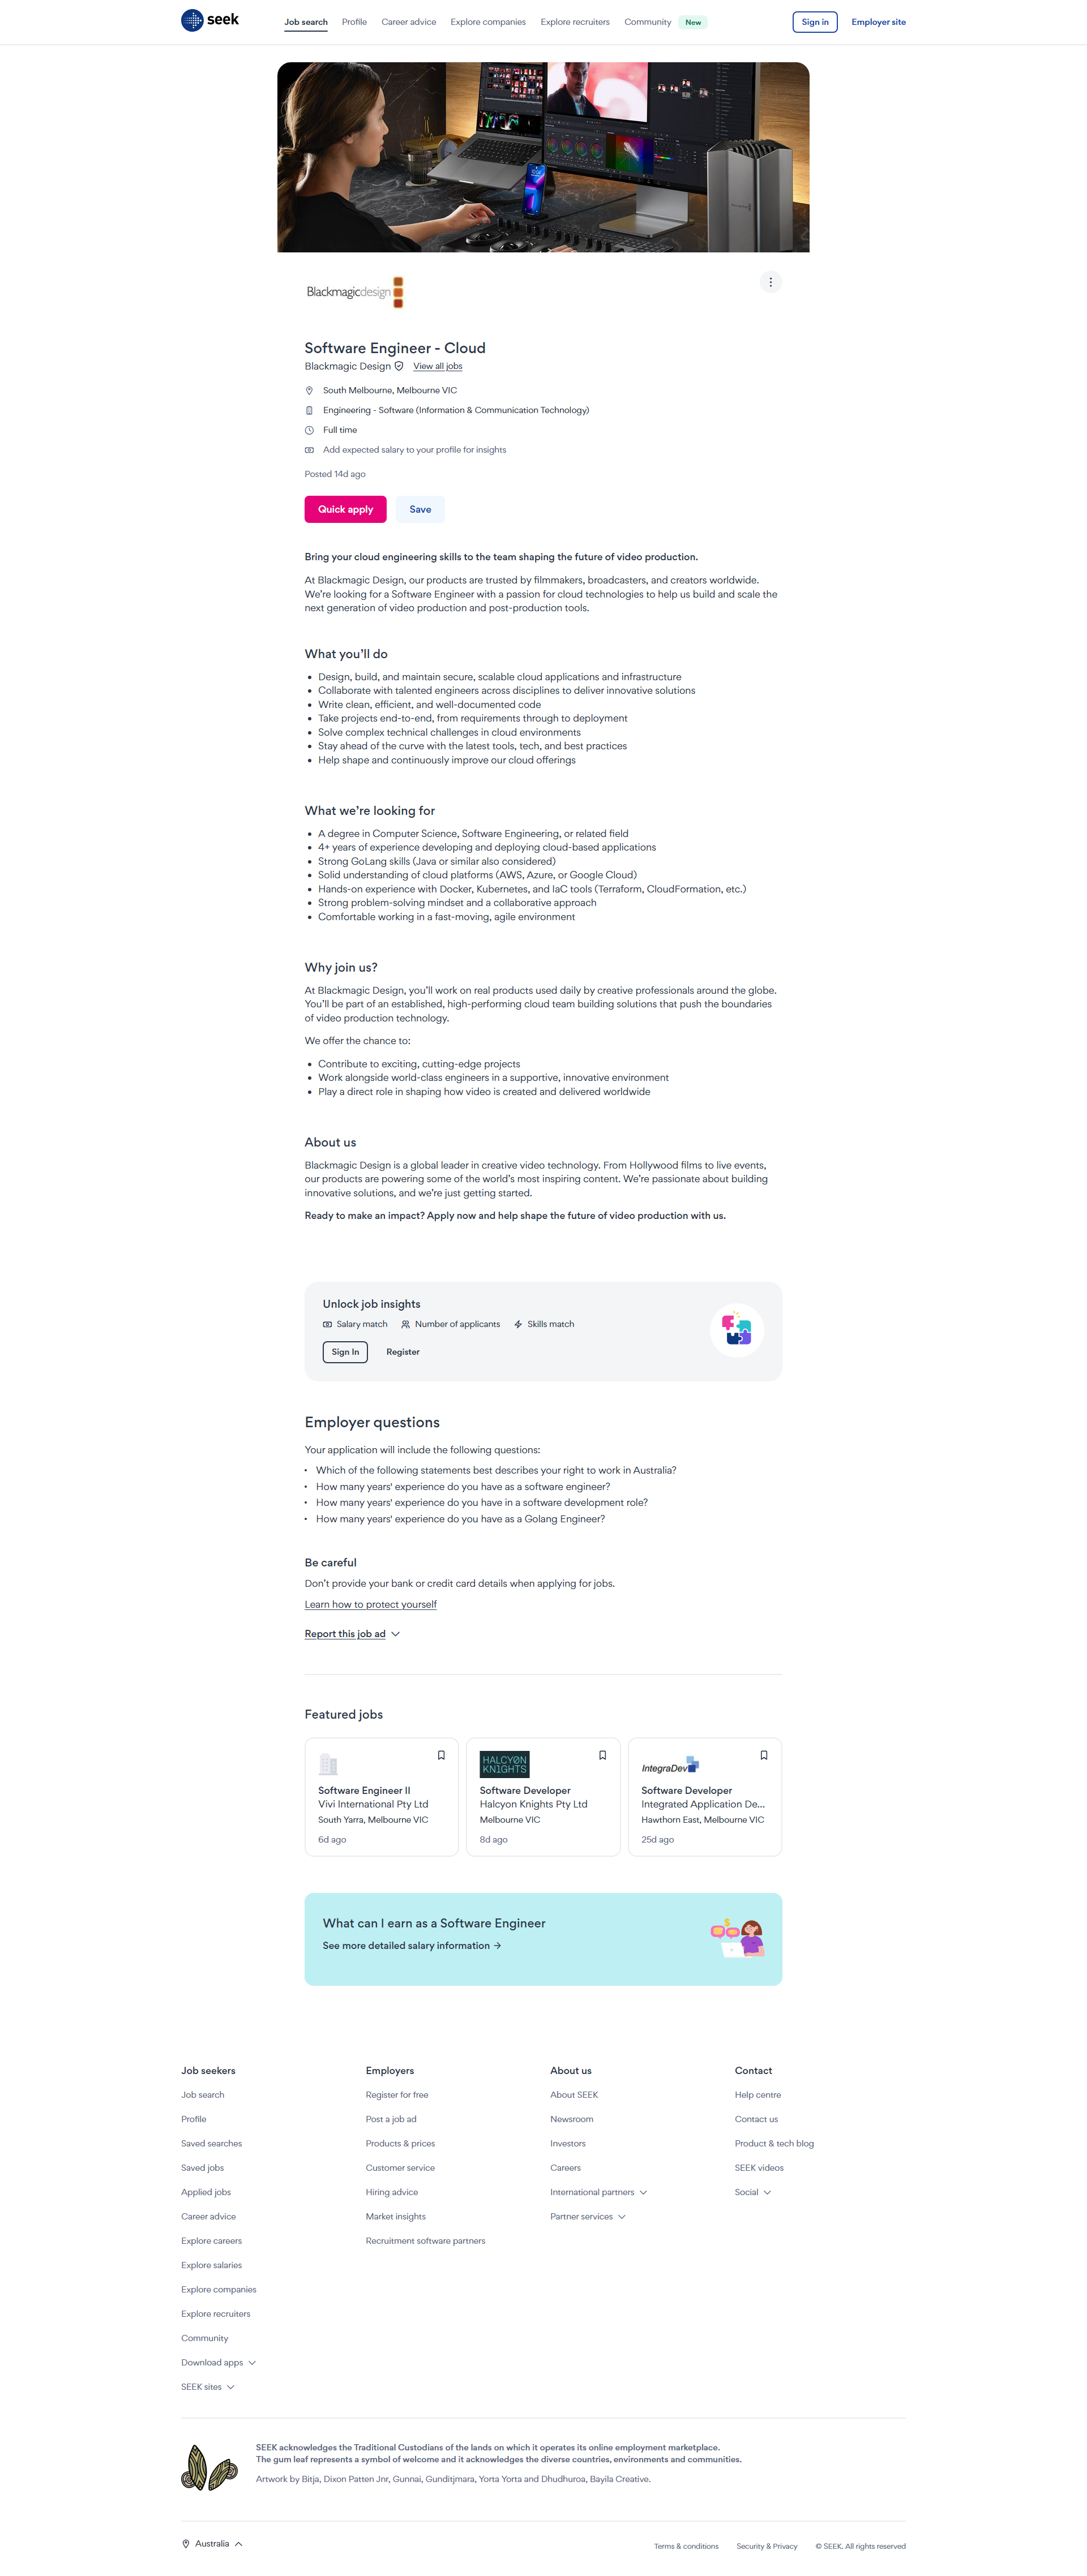 seek
Job search Profile Career advice Explore companies Explore recruiters Community New Sign in Employer site
Blackmagicdesign
Software Engineer - Cloud
Blackmagic Design View all jobs
South Melbourne, Melbourne VIC
Engineering - Software (Information & Communication Technology)
Full time
Add expected salary to your profile for insights
Posted 14d ago
Quick apply Save
Bring your cloud engineering skills to the team shaping the future of video production.
At Blackmagic Design, our products are trusted by filmmakers, broadcasters, and creators worldwide.
We’re looking for a Software Engineer with a passion for cloud technologies to help us build and scale the
next generation of video production and post-production tools.
What you’ll do
• Design, build, and maintain secure, scalable cloud applications and infrastructure
• Collaborate with talented engineers across disciplines to deliver innovative solutions
• Write clean, efficient, and well-documented code
• Take projects end-to-end, from requirements through to deployment
• Solve complex technical challenges in cloud environments
• Stay ahead of the curve with the latest tools, tech, and best practices
• Help shape and continuously improve our cloud offerings
What we’re looking for
• A degree in Computer Science, Software Engineering, or related field
• 4+ years of experience developing and deploying cloud-based applications
• Strong GoLang skills (Java or similar also considered)
• Solid understanding of cloud platforms (AWS, Azure, or Google Cloud)
• Hands-on experience with Docker, Kubernetes, and IaC tools (Terraform, CloudFormation, etc.)
• Strong problem-solving mindset and a collaborative approach
• Comfortable working in a fast-moving, agile environment
Why join us?
At Blackmagic Design, you’ll work on real products used daily by creative professionals around the globe.
You’ll be part of an established, high-performing cloud team building solutions that push the boundaries
of video production technology.
We offer the chance to:
• Contribute to exciting, cutting-edge projects
• Work alongside world-class engineers in a supportive, innovative environment
• Play a direct role in shaping how video is created and delivered worldwide
About us
Blackmagic Design is a global leader in creative video technology. From Hollywood films to live events,
our products are powering some of the world’s most inspiring content. We’re passionate about building
innovative solutions, and we’re just getting started.
Ready to make an impact? Apply now and help shape the future of video production with us.
Unlock job insights
Salary match Number of applicants Skills match
Sign In Register
Employer questions
Your application will include the following questions:
• Which of the following statements best describes your right to work in Australia?
• How many years' experience do you have as a software engineer?
• How many years' experience do you have in a software development role?
• How many years' experience do you have as a Golang Engineer?
Be careful
Don’t provide your bank or credit card details when applying for jobs.
Learn how to protect yourself
Report this job ad
Featured jobs
Software Engineer II
Vivi International Pty Ltd
South Yarra, Melbourne VIC
6d ago
HALCYON
KN1GHTS
Software Developer
Halcyon Knights Pty Ltd
Melbourne VIC
8d ago
IntegraDev
Software Developer
Integrated Application De...
Hawthorn East, Melbourne VIC
25d ago
What can I earn as a Software Engineer
See more detailed salary information
Job seekers
Job search
Profile
Saved searches
Saved jobs
Applied jobs
Career advice
Explore careers
Explore salaries
Explore companies
Explore recruiters
Community
Download apps
SEEK sites
Employers
Register for free
Post a job ad
Products & prices
Customer service
Hiring advice
Market insights
Recruitment software partners
About us
About SEEK
Newsroom
Investors
Careers
International partners
Partner services
Contact
Help centre
Contact us
Product & tech blog
SEEK videos
Social
SEEK acknowledges the Traditional Custodians of the lands on which it operates its online employment marketplace.
The gum leaf represents a symbol of welcome and it acknowledges the diverse countries, environments and communities.
Artwork by Bitja, Dixon Patten Jnr, Gunnai, Gunditjmara, Yorta Yorta and Dhudhuroa, Bayila Creative.
Australia
Terms & conditions Security & Privacy © SEEK. All rights reserved